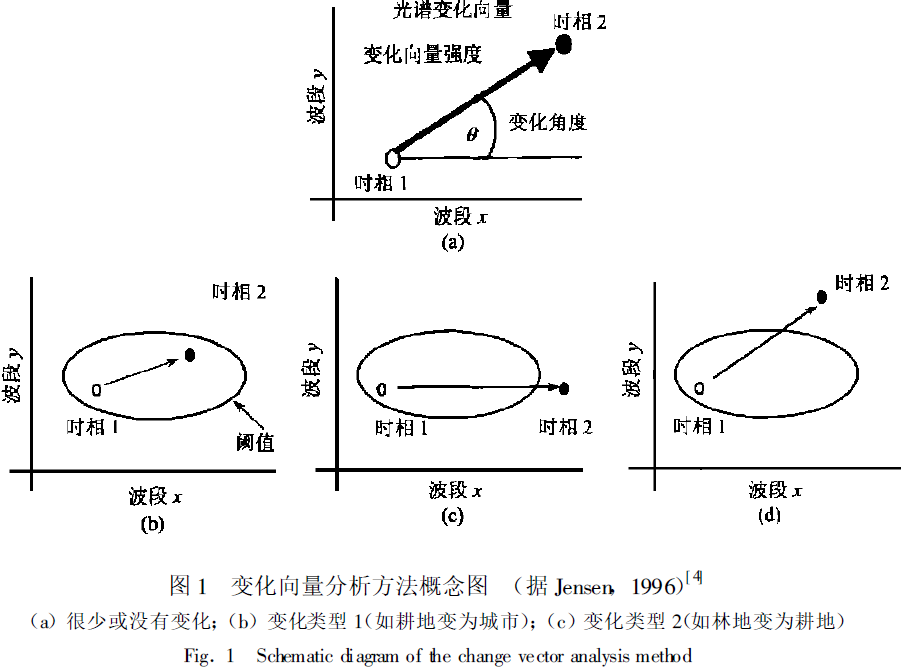 光谱变化向量
时相 2
变化向量强度
波段 y
θ
变化角度
时相 1
波段 x
(a)
时相 2
波段 y
时相 1
阈值
波段 x
(b)
波段 y
时相 1
时相 2
波段 x
(c)
时相 2
波段 y
时相 1
波段 x
(d)
图 1 变化向量分析方法概念图 (据 Jensen, 1996)[4]
(a) 很少或没有变化; (b) 变化类型 1(如耕地变为城市); (c) 变化类型 2(如林地变为耕地)
Fig. 1 Schematic diagram of the change vector analysis method